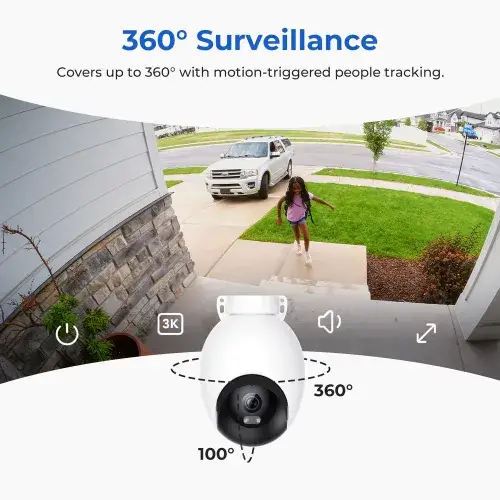 360° Surveillance
Covers up to 360° with motion-triggered people tracking.
3K
360°
100°